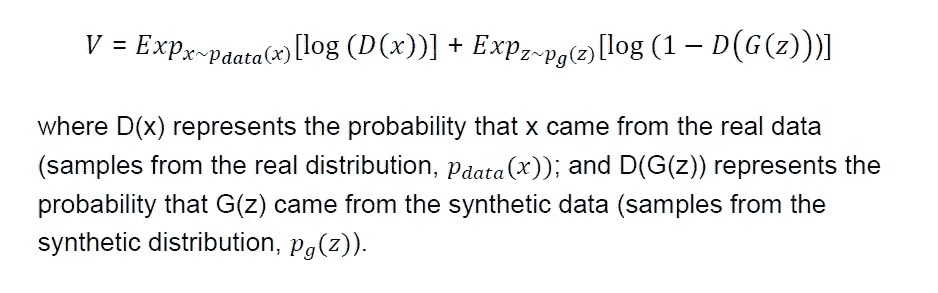 V = Exp_{x~p_{data}(x)}[log (D(x))] + Exp_{z~p_g(z)}[log (1 − D(G(z)))]
where D(x) represents the probability that x came from the real data
(samples from the real distribution, p_{data}(x)); and D(G(z)) represents the
probability that G(z) came from the synthetic data (samples from the
synthetic distribution, p_g(z)).